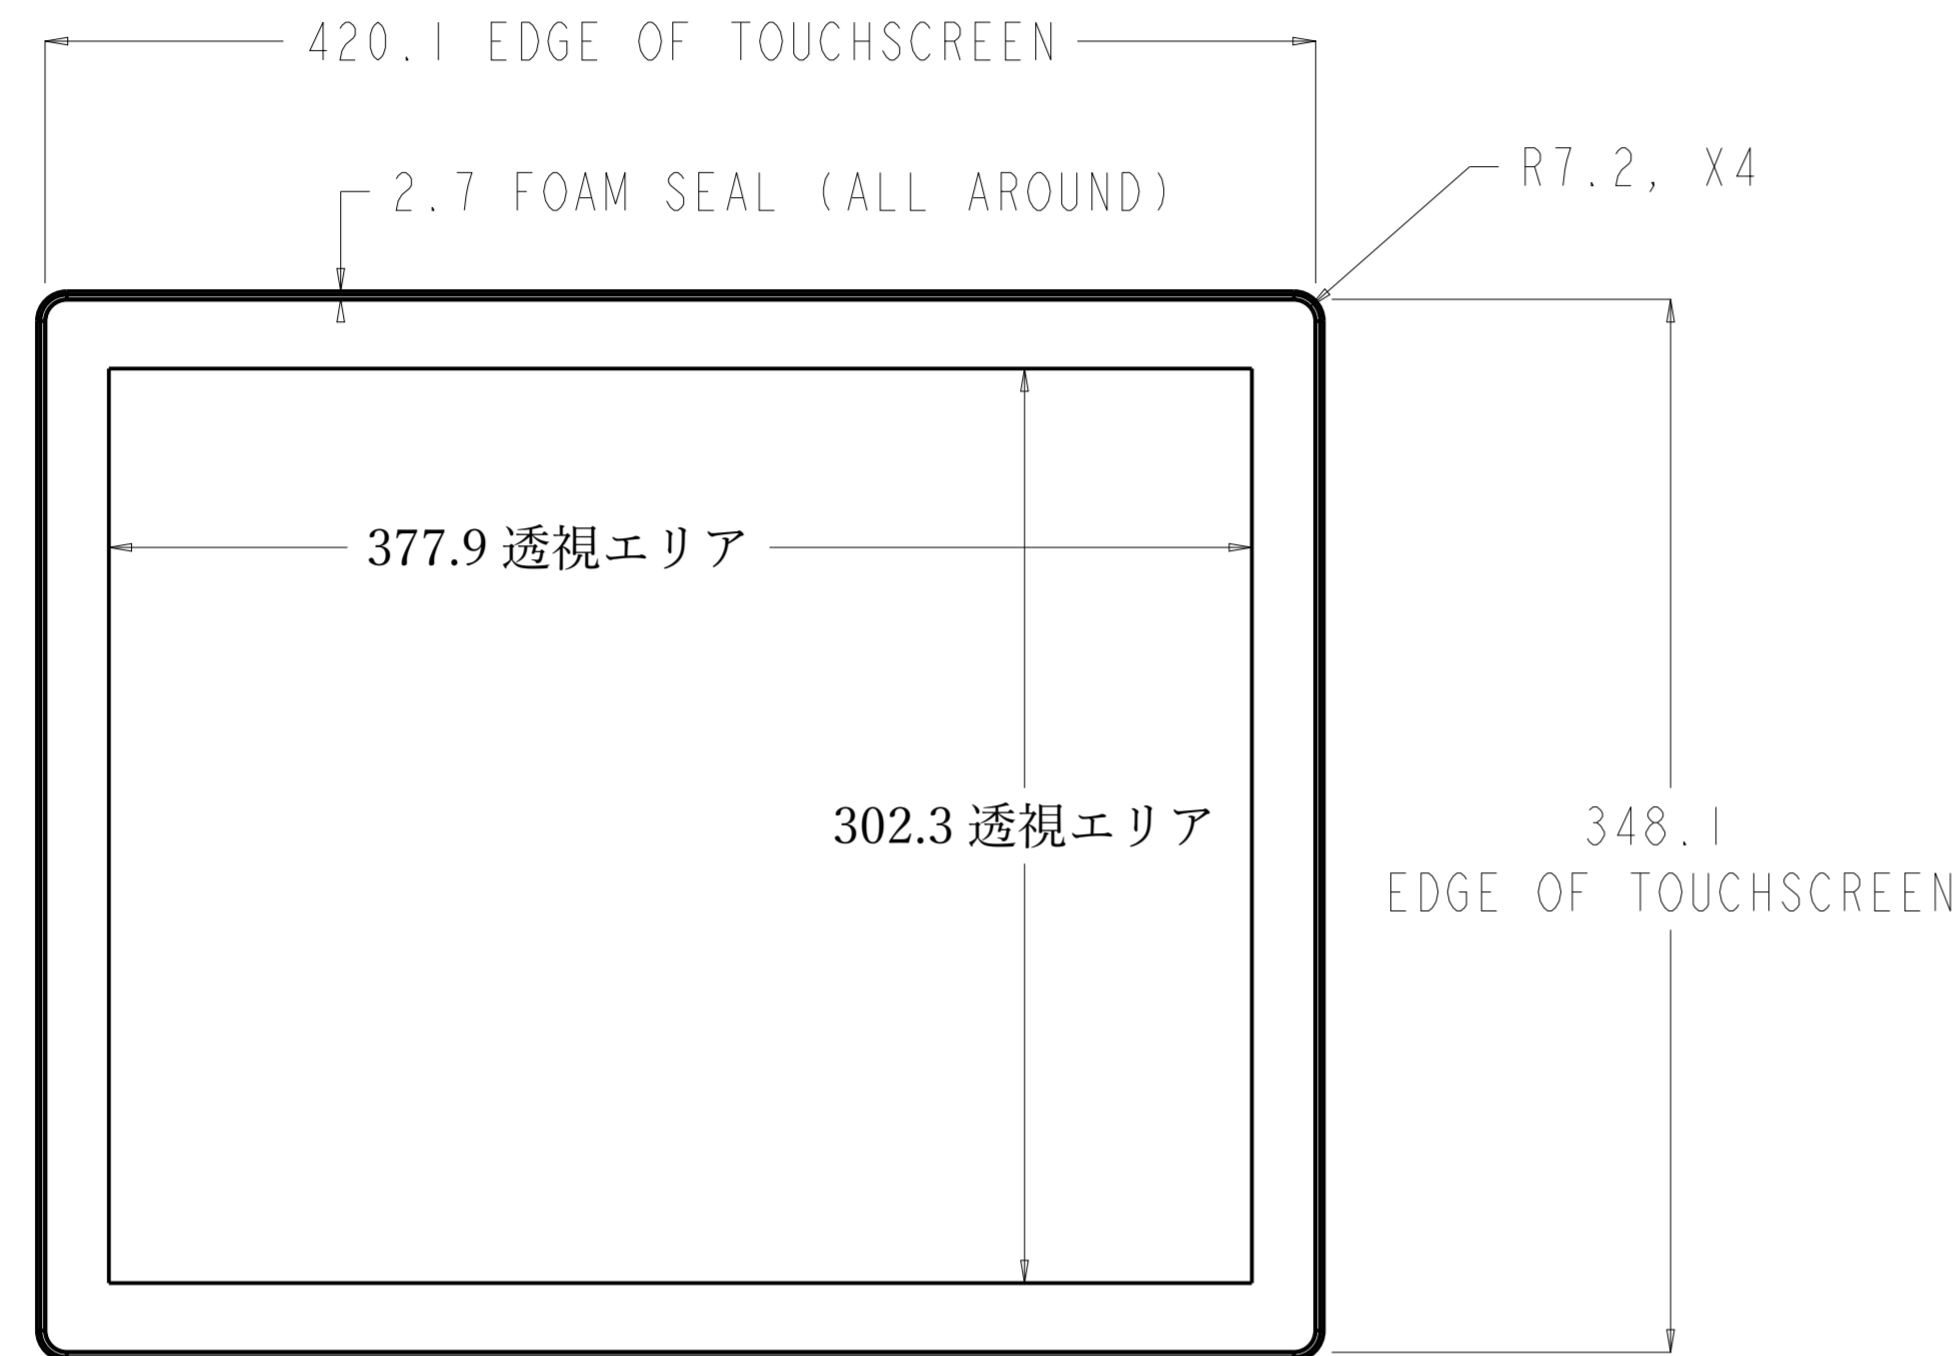 420.1 EDGE OF TOUCHSCREEN
R7.2, X4
2.7 FOAM SEAL (ALL AROUND)
377.9 透視エリア
302.3 透視エリア
348.1
EDGE OF TOUCHSCREEN